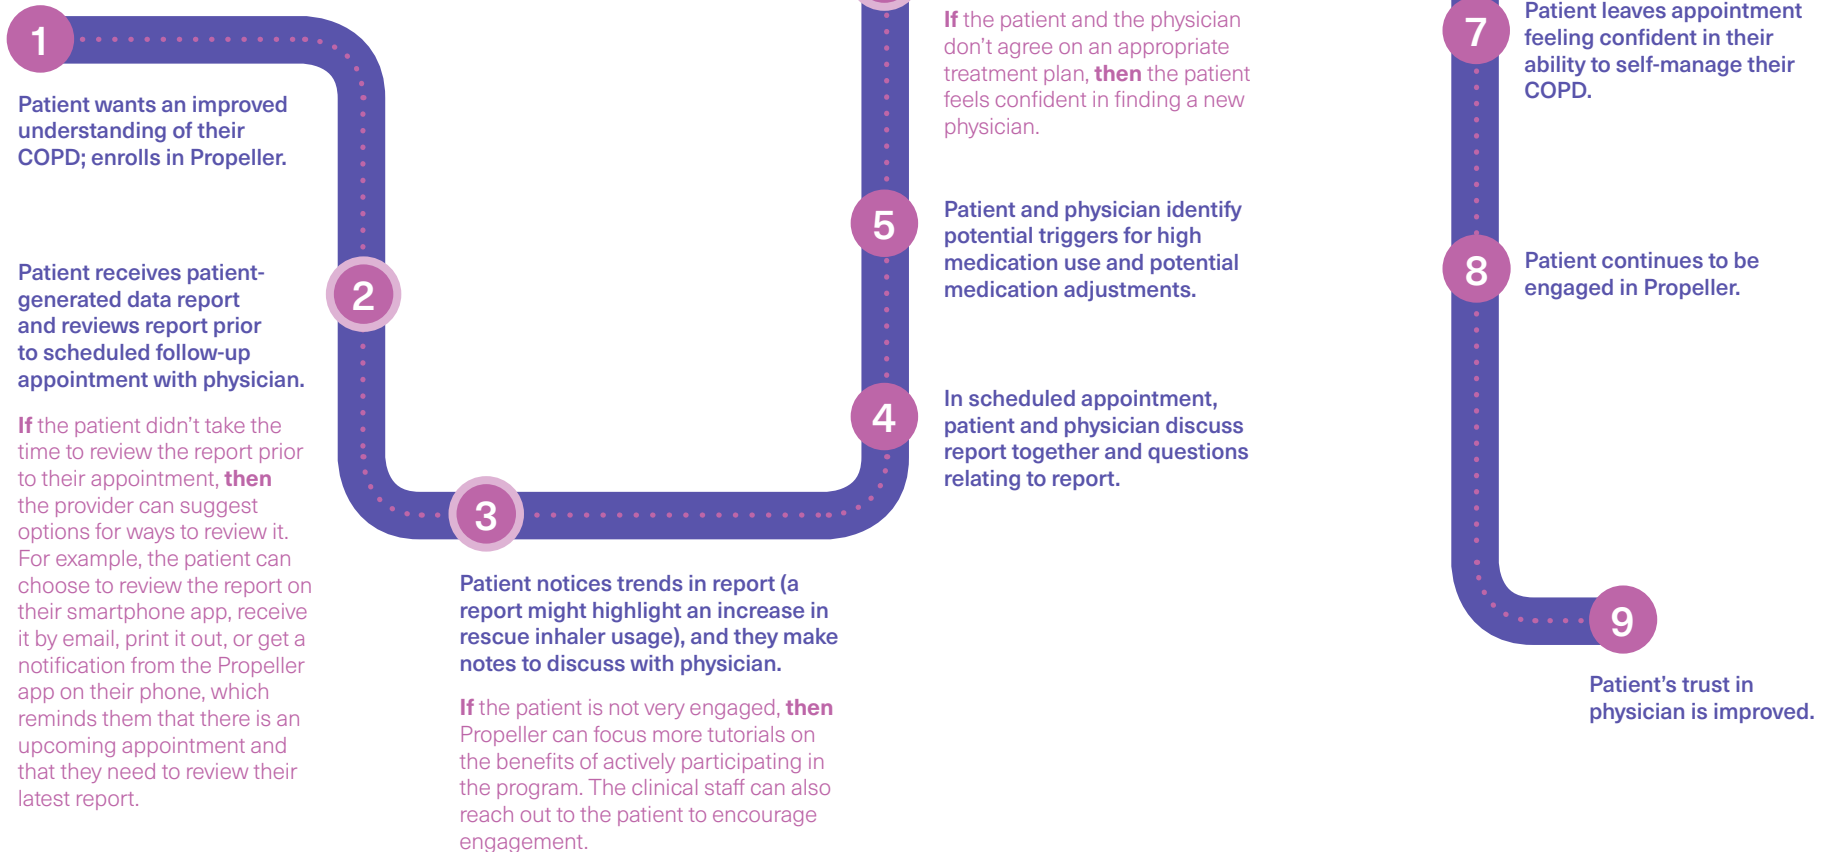 1
Patient wants an improved
understanding of their
COPD; enrolls in Propeller.
2
Patient receives patient-
generated data report
and reviews report prior
to scheduled follow-up
appointment with physician.
If the patient didn’t take the
time to review the report prior
to their appointment, then
the provider can suggest
options for ways to review it.
For example, the patient can
choose to review the report on
their smartphone app, receive
it by email, print it out, or get a
notification from the Propeller
app on their phone, which
reminds them that there is an
upcoming appointment and
that they need to review their
latest report.
3
Patient notices trends in report (a
report might highlight an increase in
rescue inhaler usage), and they make
notes to discuss with physician.
If the patient is not very engaged, then
Propeller can focus more tutorials on
the benefits of actively participating in
the program. The clinical staff can also
reach out to the patient to encourage
engagement.
4
In scheduled appointment,
patient and physician discuss
report together and questions
relating to report.
5
Patient and physician identify
potential triggers for high
medication use and potential
medication adjustments.
If the patient and the physician
don’t agree on an appropriate
treatment plan, then the patient
feels confident in finding a new
physician.
7
Patient leaves appointment
feeling confident in their
ability to self-manage their
COPD.
8
Patient continues to be
engaged in Propeller.
9
Patient’s trust in
physician is improved.